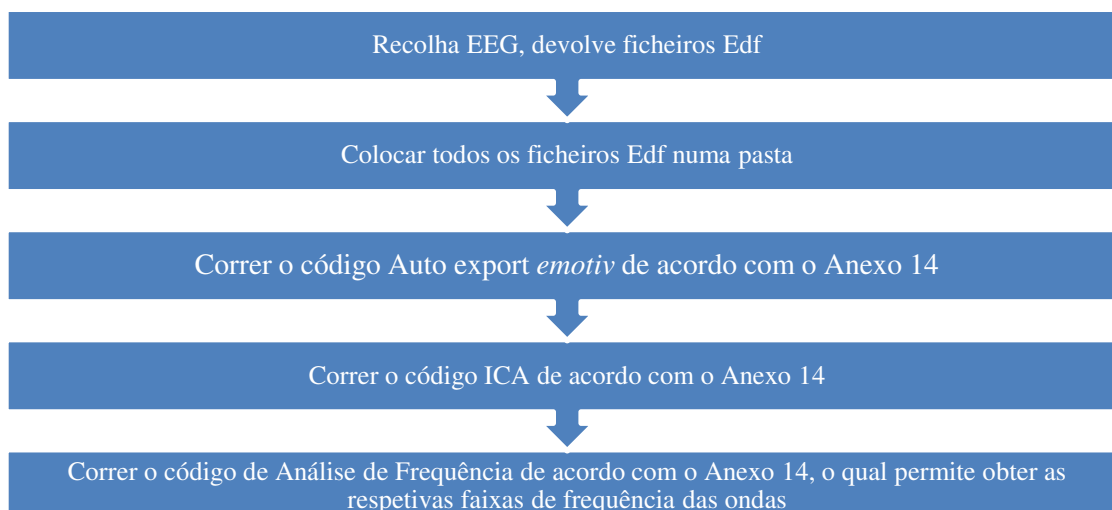 Recolha EEG, devolve ficheiros Edf
Colocar todos os ficheiros Edf numa pasta
Correr o código Auto export emotiv de acordo com o Anexo 14
Correr o código ICA de acordo com o Anexo 14
Correr o código de Análise de Frequência de acordo com o Anexo 14, o qual permite obter as
respetivas faixas de frequência das ondas